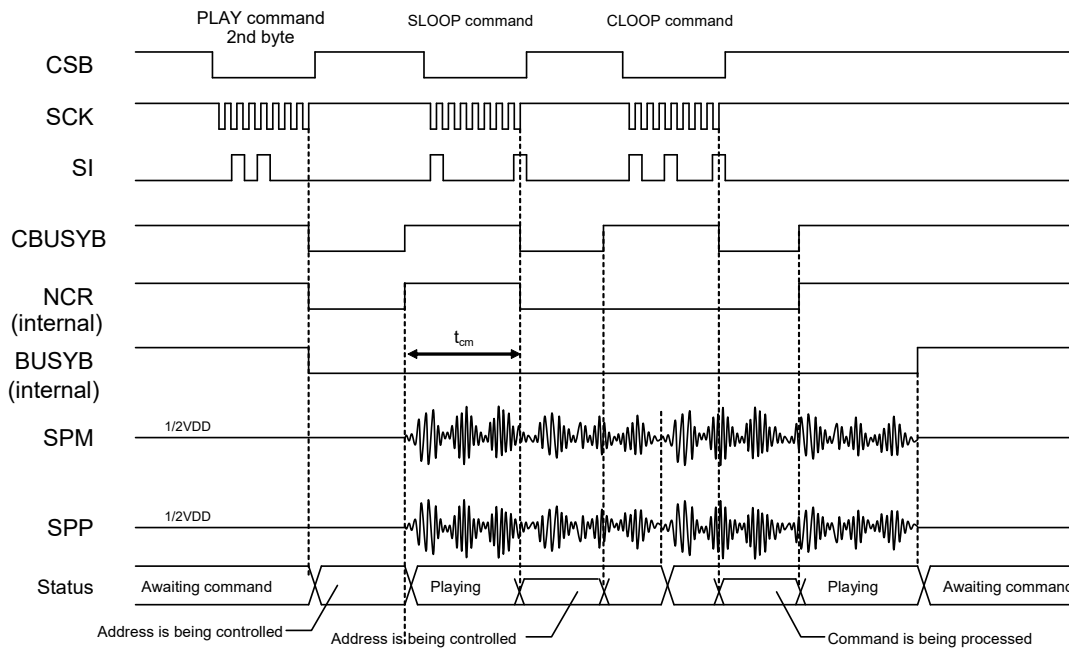 PLAY command
2nd byte
SLOOP command
CLOOP command
CSB
SCK
SI
CBUSYB
NCR
(internal)
t_cm
BUSYB
(internal)
1/2VDD
SPM
1/2VDD
SPP
Status
Awaiting command
Playing
Playing
Awaiting command
Address is being controlled
Address is being controlled
Command is being processed